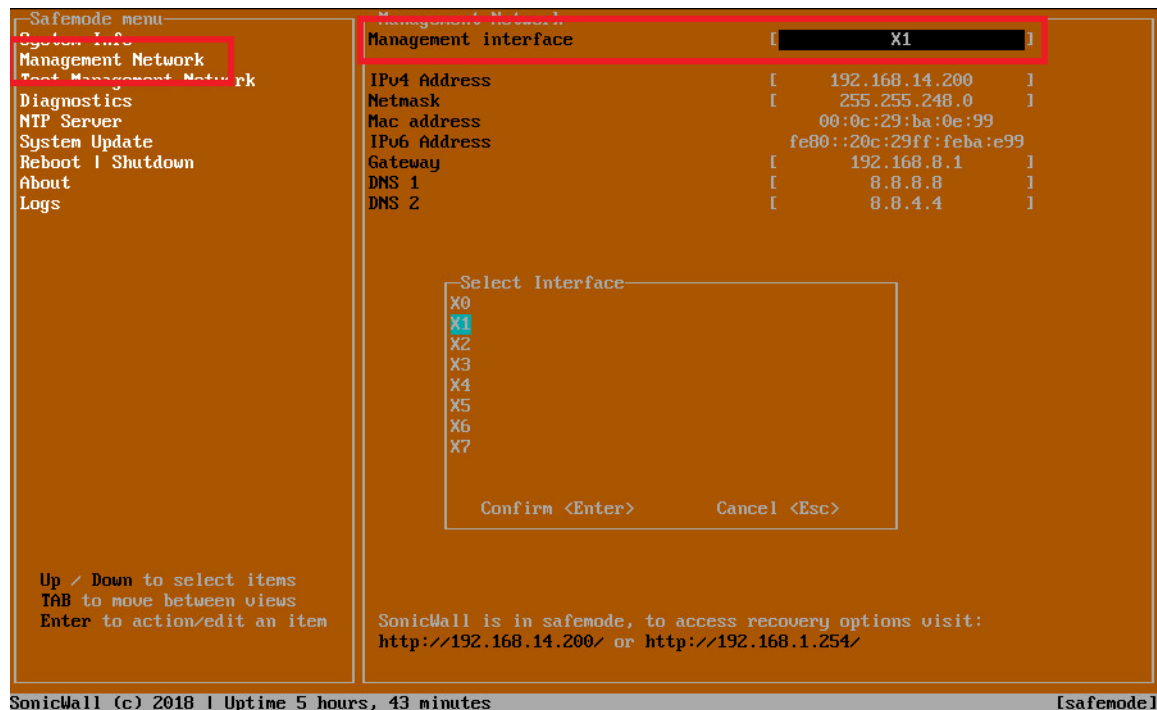 Safemode menu
System Info
Management Network
Test Management Network
Diagnostics
NTP Server
System Update
Reboot | Shutdown
About
Logs
Up / Down to select items
TAB to move between views
Enter to action/edit an item
Management Network
Management interface [ X1 ]
IPv4 Address [ 192.168.14.200 ]
Netmask [ 255.255.248.0 ]
Mac address 00:0c:29:ba:0e:99
IPv6 Address fe80::20c:29ff:feba:e99
Gateway [ 192.168.8.1 ]
DNS 1 [ 8.8.8.8 ]
DNS 2 [ 8.8.4.4 ]
Select Interface
X0
X1
X2
X3
X4
X5
X6
X7
Confirm <Enter> Cancel <Esc>
SonicWall is in safemode, to access recovery options visit:
http://192.168.14.200/ or http://192.168.1.254/
SonicWall (c) 2018 | Uptime 5 hours, 43 minutes [safemode]